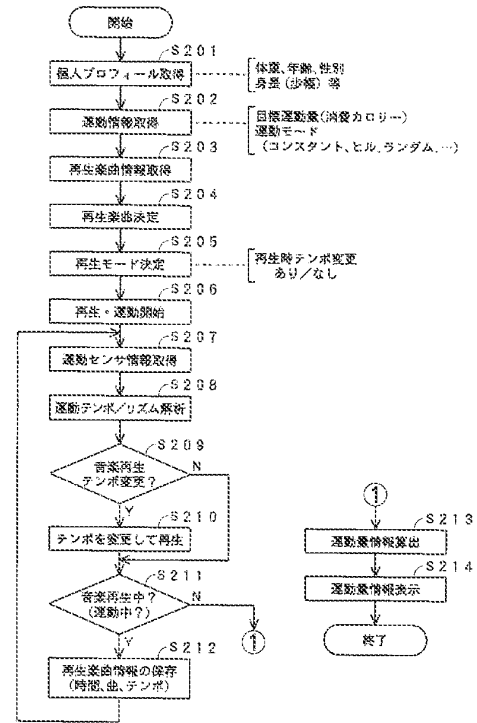 開始
S201
個人プロフィール取得
体重、年齢、性別
身長（歩幅）等
S202
運動情報取得
目標運動量（消費カロリー）
運動モード
（コンスタント、ヒル、ランダム、…）
S203
再生楽曲情報取得
S204
再生楽曲決定
S205
再生モード決定
再生時テンポ変更
あり／なし
S206
再生・運動開始
S207
運動センサ情報取得
S208
運動テンポ／リズム解析
S209
音楽再生
テンポ変更？
N
Y
S210
テンポを変更して再生
S211
音楽再生中？
（運動中？）
N
Y
①
S212
再生楽曲情報の保存
（時間、曲、テンポ）
①
S213
運動量情報算出
S214
運動量情報表示
終了